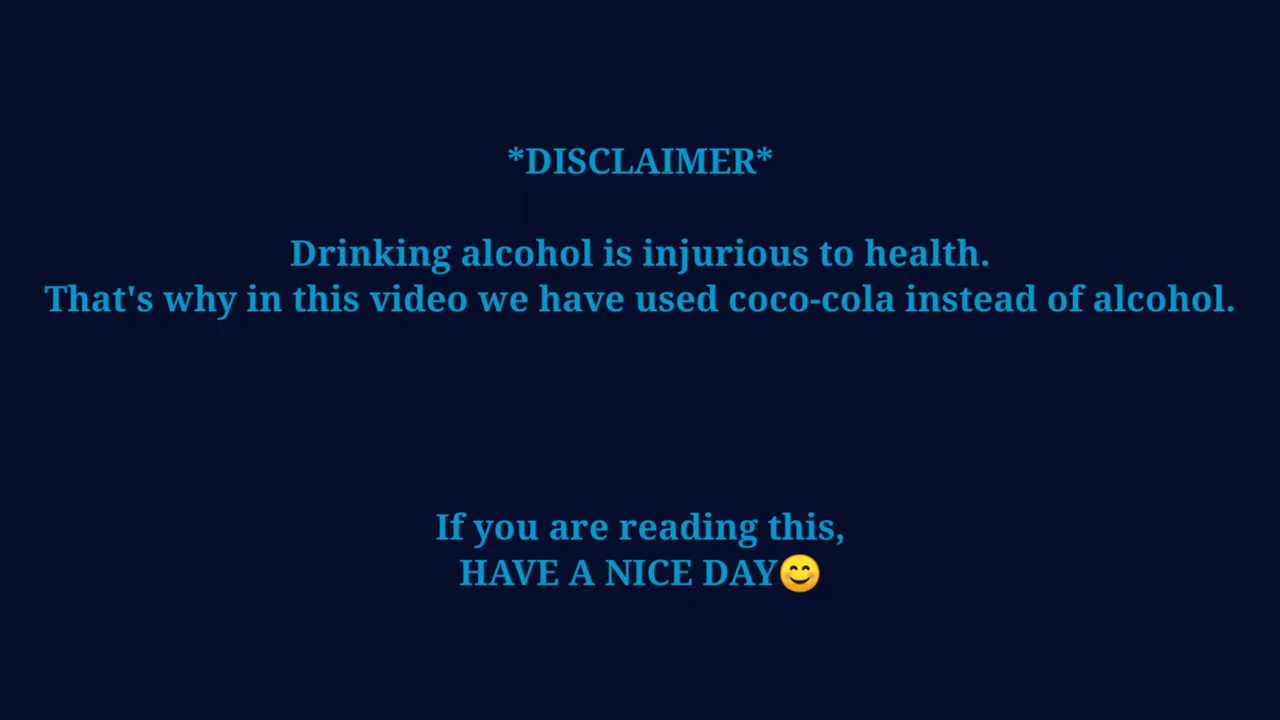 *DISCLAIMER*
Drinking alcohol is injurious to health.
That's why in this video we have used coco-cola instead of alcohol.
If you are reading this,
HAVE A NICE DAY😊